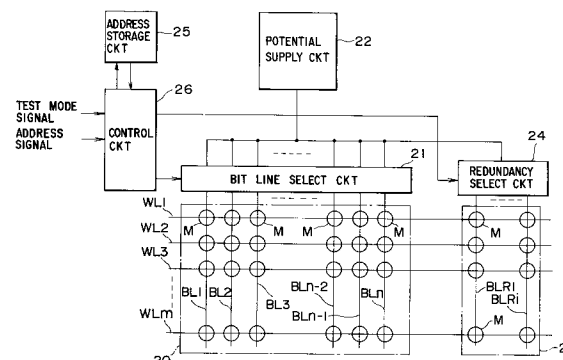 ADDRESS
STORAGE
CKT
25
POTENTIAL
SUPPLY CKT
22
26
TEST MODE
SIGNAL
ADDRESS
SIGNAL
CONTROL
CKT
21
24
BIT LINE SELECT CKT
REDUNDANCY
SELECT CKT
WL1
M M M M M
WL2
WL3
BL1 BL2 BL3 BLn-2 BLn-1 BLn BLR1 BLRi
WLm
M
20